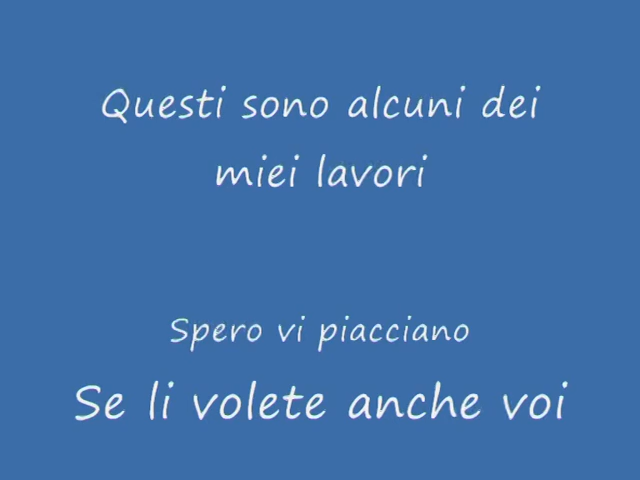 Questi sono alcuni dei
miei lavori
Spero vi piacciano
Se li volete anche voi